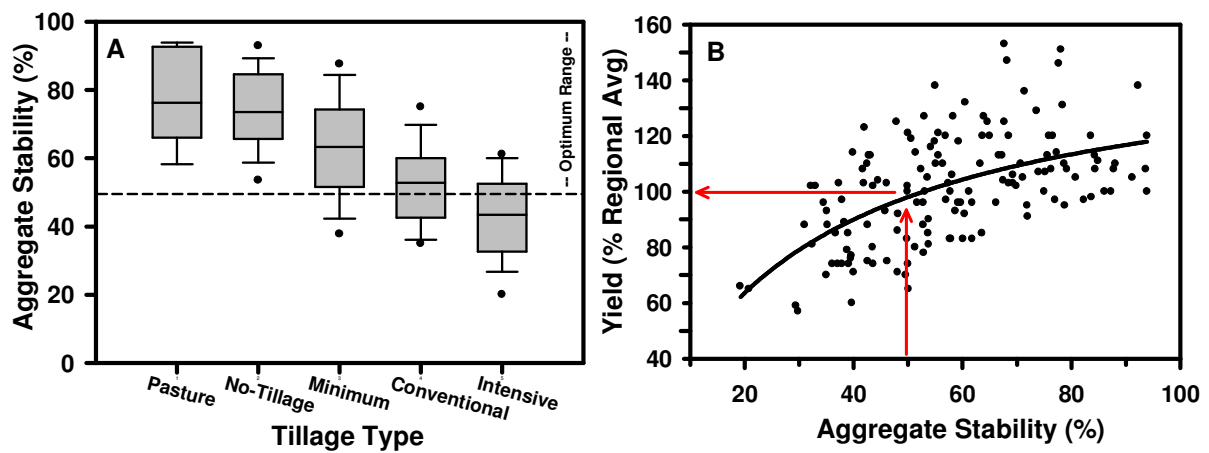 A
Aggregate Stability (%)
100
80
60
40
20
0
-- Optimum Range --
Pasture
No-Tillage
Minimum
Conventional
Intensive
Tillage Type
B
Yield (% Regional Avg)
160
140
120
100
80
60
40
20
40
60
80
100
Aggregate Stability (%)